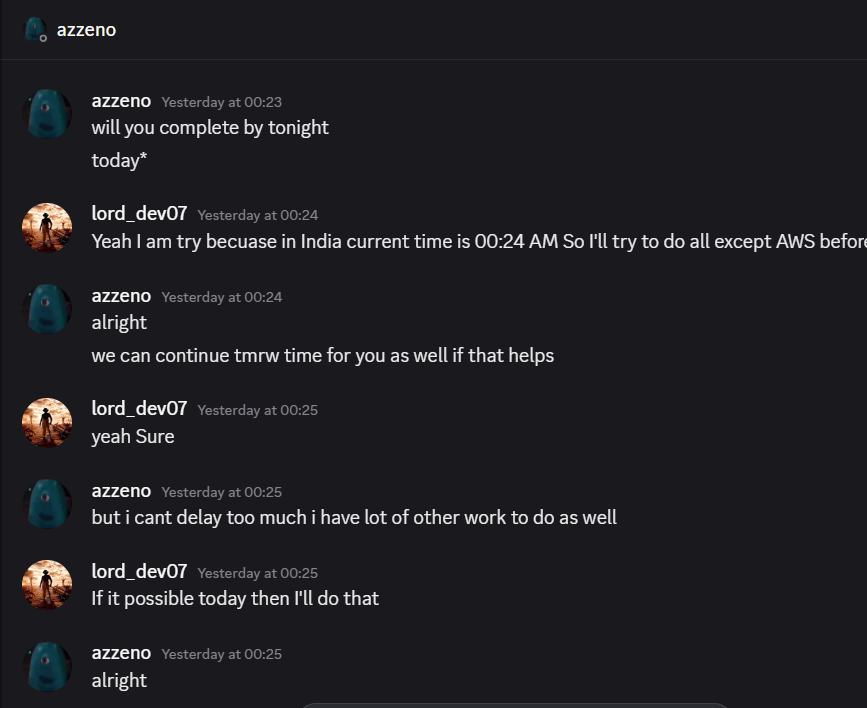 azzeno
azzeno Yesterday at 00:23
will you complete by tonight
today*
lord_dev07 Yesterday at 00:24
Yeah I am try becuase in India current time is 00:24 AM So I'll try to do all except AWS before
azzeno Yesterday at 00:24
alright
we can continue tmrw time for you as well if that helps
lord_dev07 Yesterday at 00:25
yeah Sure
azzeno Yesterday at 00:25
but i cant delay too much i have lot of other work to do as well
lord_dev07 Yesterday at 00:25
If it possible today then I'll do that
azzeno Yesterday at 00:25
alright